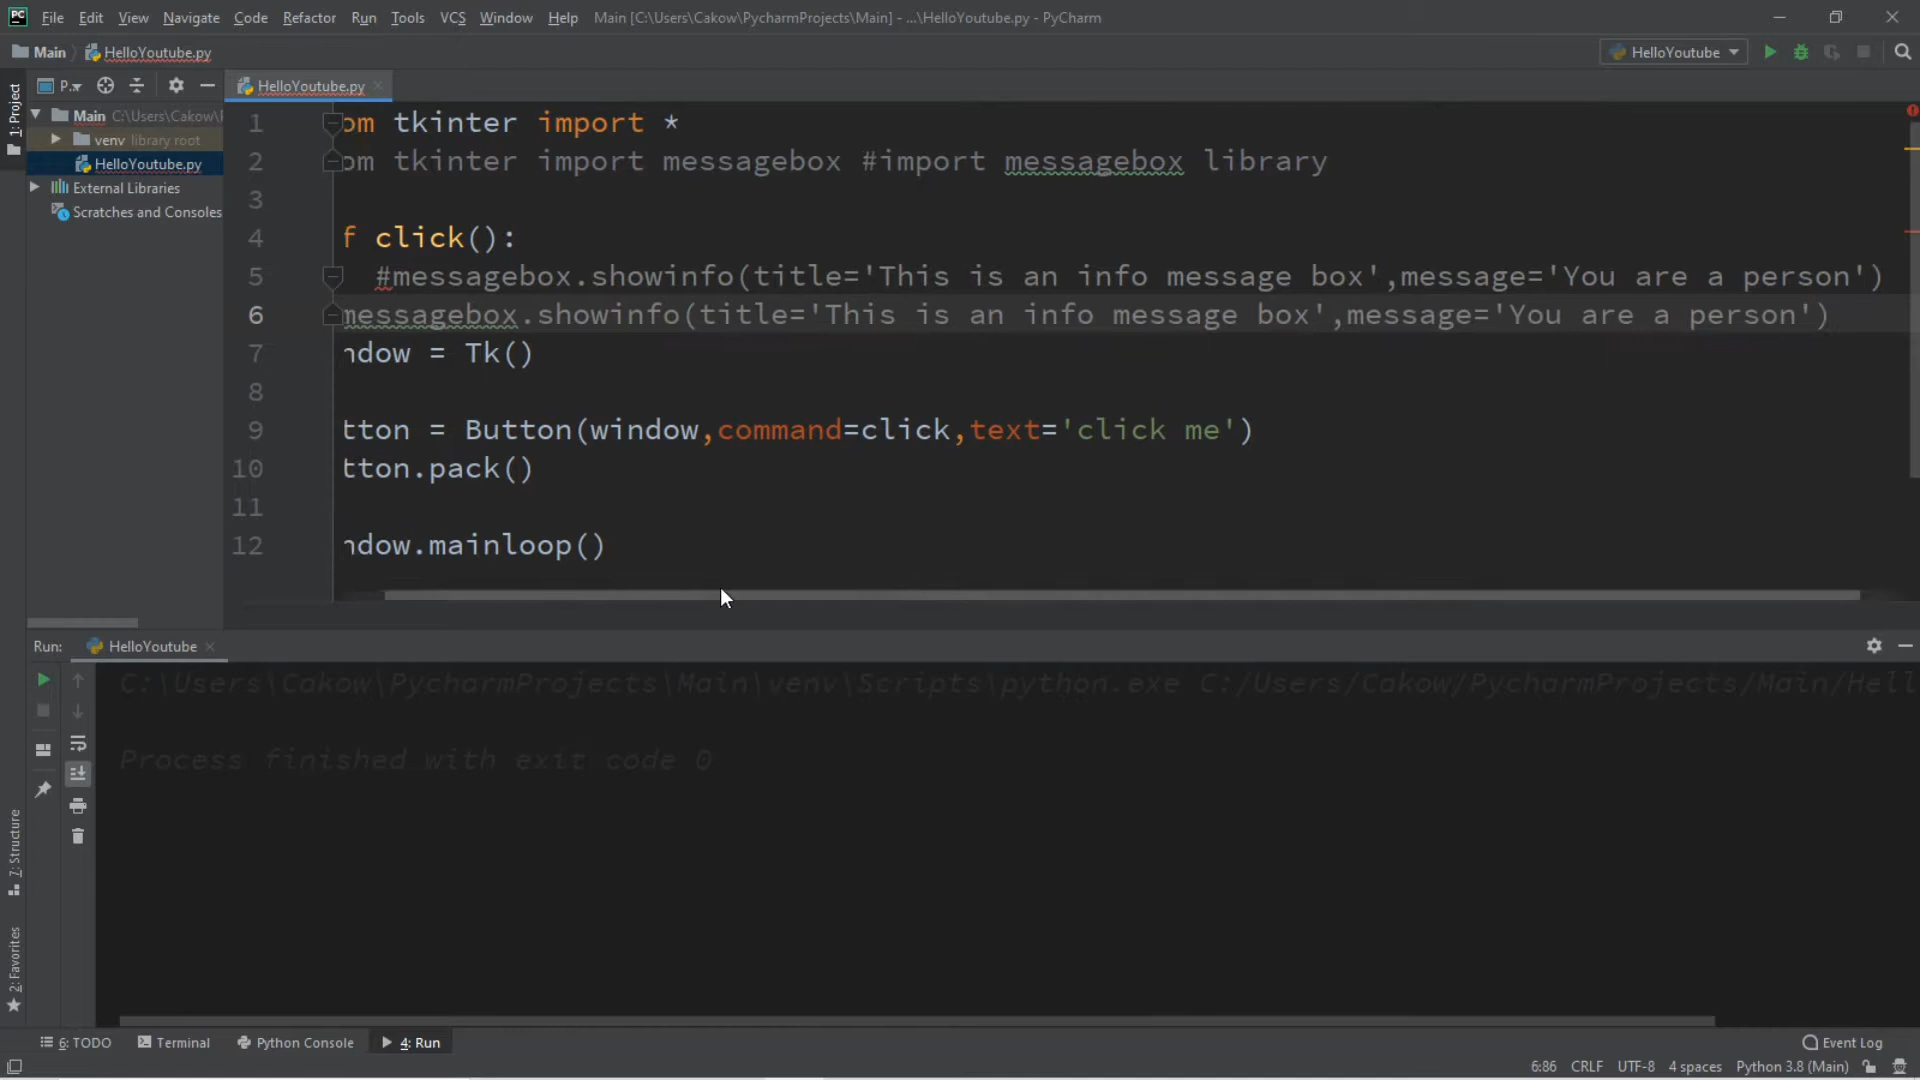 PC File Edit View Navigate Code Refactor Run Tools VCS Window Help Main [C:\Users\Cakow\PycharmProjects\Main] - ...\HelloYoutube.py - PyCharm
Main HelloYoutube.py HelloYoutube
1: Project
P... HelloYoutube.py
Main C:\Users\Cakow\
venv library root
HelloYoutube.py
External Libraries
Scratches and Consoles
1 om tkinter import *
2 om tkinter import messagebox #import messagebox library
3
4 f click():
5 #messagebox.showinfo(title='This is an info message box',message='You are a person')
6 messagebox.showinfo(title='This is an info message box',message='You are a person')
7 ndow = Tk()
8
9 tton = Button(window,command=click,text='click me')
10 tton.pack()
11
12 ndow.mainloop()
Run: HelloYoutube
C:\Users\Cakow\PycharmProjects\Main\venv\Scripts\python.exe C:/Users/Cakow/PycharmProjects/Main/Hell
Process finished with exit code 0
7: Structure
2: Favorites
6: TODO Terminal Python Console 4: Run Event Log
6:86 CRLF UTF-8 4 spaces Python 3.8 (Main)